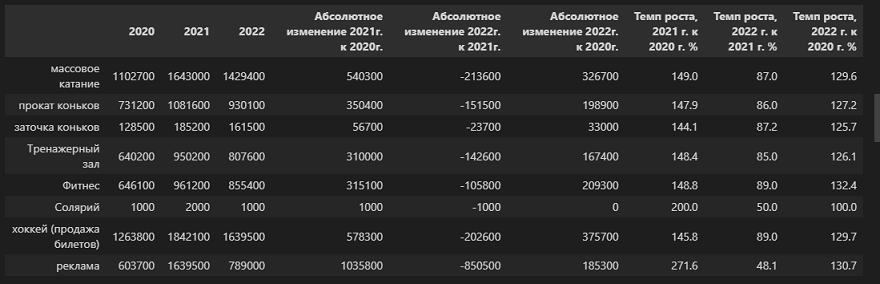 2020 2021 2022 Абсолютное изменение 2021г. к 2020г. Абсолютное изменение 2022г. к 2021г. Абсолютное изменение 2022г. к 2020г. Темп роста, 2021 г. к 2020 г. % Темп роста, 2022 г. к 2021 г. % Темп роста, 2022 г. к 2020 г. %
массовое катание 1102700 1643000 1429400 540300 -213600 326700 149.0 87.0 129.6
прокат коньков 731200 1081600 930100 350400 -151500 198900 147.9 86.0 127.2
заточка коньков 128500 185200 161500 56700 -23700 33000 144.1 87.2 125.7
Тренажерный зал 640200 950200 807600 310000 -142600 167400 148.4 85.0 126.1
Фитнес 646100 961200 855400 315100 -105800 209300 148.8 89.0 132.4
Солярий 1000 2000 1000 1000 -1000 0 200.0 50.0 100.0
хоккей (продажа билетов) 1263800 1842100 1639500 578300 -202600 375700 145.8 89.0 129.7
реклама 603700 1639500 789000 1035800 -850500 185300 271.6 48.1 130.7